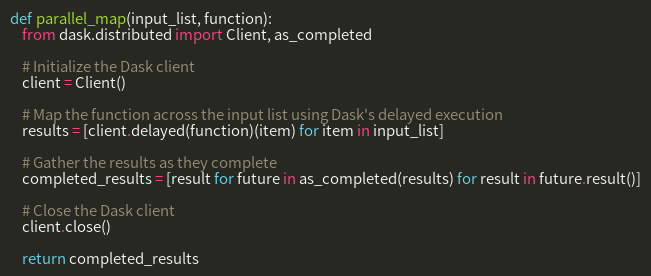 def parallel_map(input_list, function):
from dask.distributed import Client, as_completed
# Initialize the Dask client
client = Client()
# Map the function across the input list using Dask's delayed execution
results = [client.delayed(function)(item) for item in input_list]
# Gather the results as they complete
completed_results = [result for future in as_completed(results) for result in future.result()]
# Close the Dask client
client.close()
return completed_results